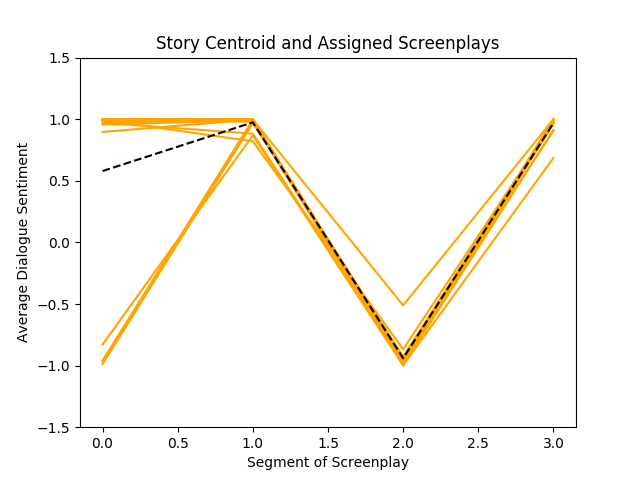 Story Centroid and Assigned Screenplays
Average Dialogue Sentiment
1.5
1.0
0.5
0.0
−0.5
−1.0
−1.5
0.0 0.5 1.0 1.5 2.0 2.5 3.0
Segment of Screenplay